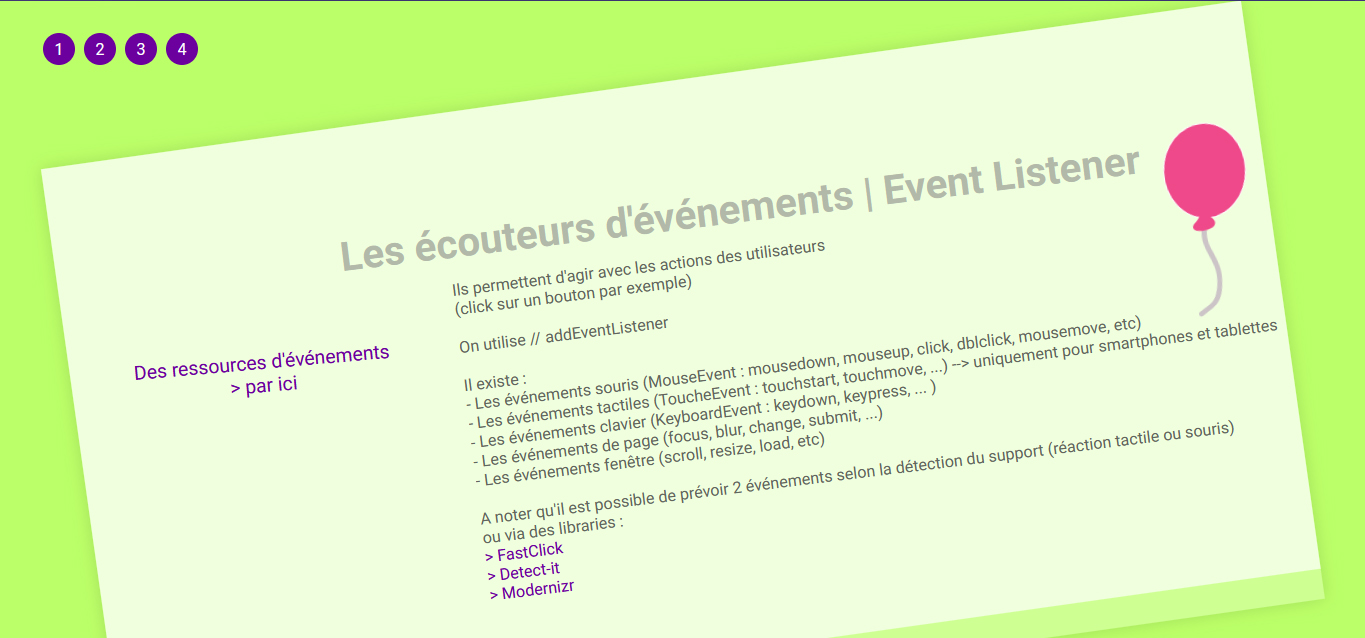 1 2 3 4
Les écouteurs d'événements | Event Listener
Ils permettent d'agir avec les actions des utilisateurs
(click sur un bouton par exemple)
On utilise // addEventListener
Des ressources d'événements
> par ici
Il existe :
- Les événements souris (MouseEvent : mousedown, mouseup, click, dblclick, mousemove, etc)
- Les événements tactiles (ToucheEvent : touchstart, touchmove, ...) --> uniquement pour smartphones et tablettes
- Les événements clavier (KeyboardEvent : keydown, keypress, ... )
- Les événements de page (focus, blur, change, submit, ...)
- Les événements fenêtre (scroll, resize, load, etc)
A noter qu'il est possible de prévoir 2 événements selon la détection du support (réaction tactile ou souris)
ou via des libraries :
> FastClick
> Detect-it
> Modernizr